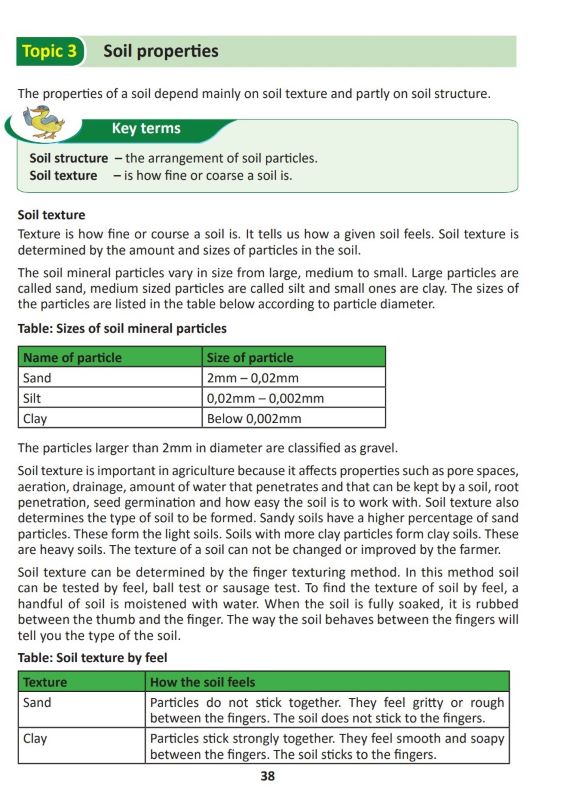 Topic 3 Soil properties
The properties of a soil depend mainly on soil texture and partly on soil structure.
Key terms
Soil structure – the arrangement of soil particles.
Soil texture – is how fine or coarse a soil is.
Soil texture
Texture is how fine or course a soil is. It tells us how a given soil feels. Soil texture is
determined by the amount and sizes of particles in the soil.
The soil mineral particles vary in size from large, medium to small. Large particles are
called sand, medium sized particles are called silt and small ones are clay. The sizes of
the particles are listed in the table below according to particle diameter.
Table: Sizes of soil mineral particles
Name of particle Size of particle
Sand 2mm – 0,02mm
Silt 0,02mm – 0,002mm
Clay Below 0,002mm
The particles larger than 2mm in diameter are classified as gravel.
Soil texture is important in agriculture because it affects properties such as pore spaces,
aeration, drainage, amount of water that penetrates and that can be kept by a soil, root
penetration, seed germination and how easy the soil is to work with. Soil texture also
determines the type of soil to be formed. Sandy soils have a higher percentage of sand
particles. These form the light soils. Soils with more clay particles form clay soils. These
are heavy soils. The texture of a soil can not be changed or improved by the farmer.
Soil texture can be determined by the finger texturing method. In this method soil
can be tested by feel, ball test or sausage test. To find the texture of soil by feel, a
handful of soil is moistened with water. When the soil is fully soaked, it is rubbed
between the thumb and the finger. The way the soil behaves between the fingers will
tell you the type of the soil.
Table: Soil texture by feel
Texture How the soil feels
Sand Particles do not stick together. They feel gritty or rough
between the fingers. The soil does not stick to the fingers.
Clay Particles stick strongly together. They feel smooth and soapy
between the fingers. The soil sticks to the fingers.
38